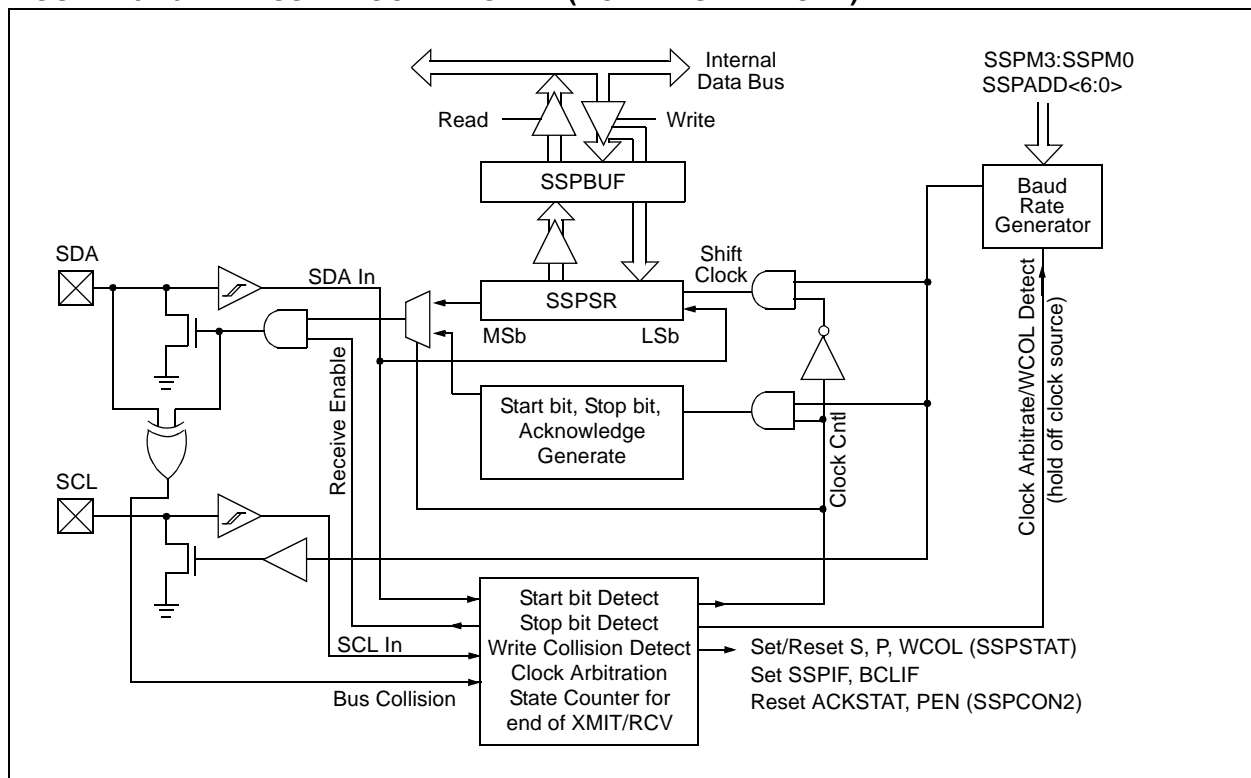 Internal
Data Bus
SSPM3:SSPM0
SSPADD<6:0>
Read
Write
SSPBUF
Baud
Rate
Generator
SDA
SDA In
Shift
Clock
SSPSR
MSb
LSb
Receive Enable
Start bit, Stop bit,
Acknowledge
Generate
Clock Cntl
Clock Arbitrate/WCOL Detect
(hold off clock source)
SCL
SCL In
Bus Collision
Start bit Detect
Stop bit Detect
Write Collision Detect
Clock Arbitration
State Counter for
end of XMIT/RCV
Set/Reset S, P, WCOL (SSPSTAT)
Set SSPIF, BCLIF
Reset ACKSTAT, PEN (SSPCON2)